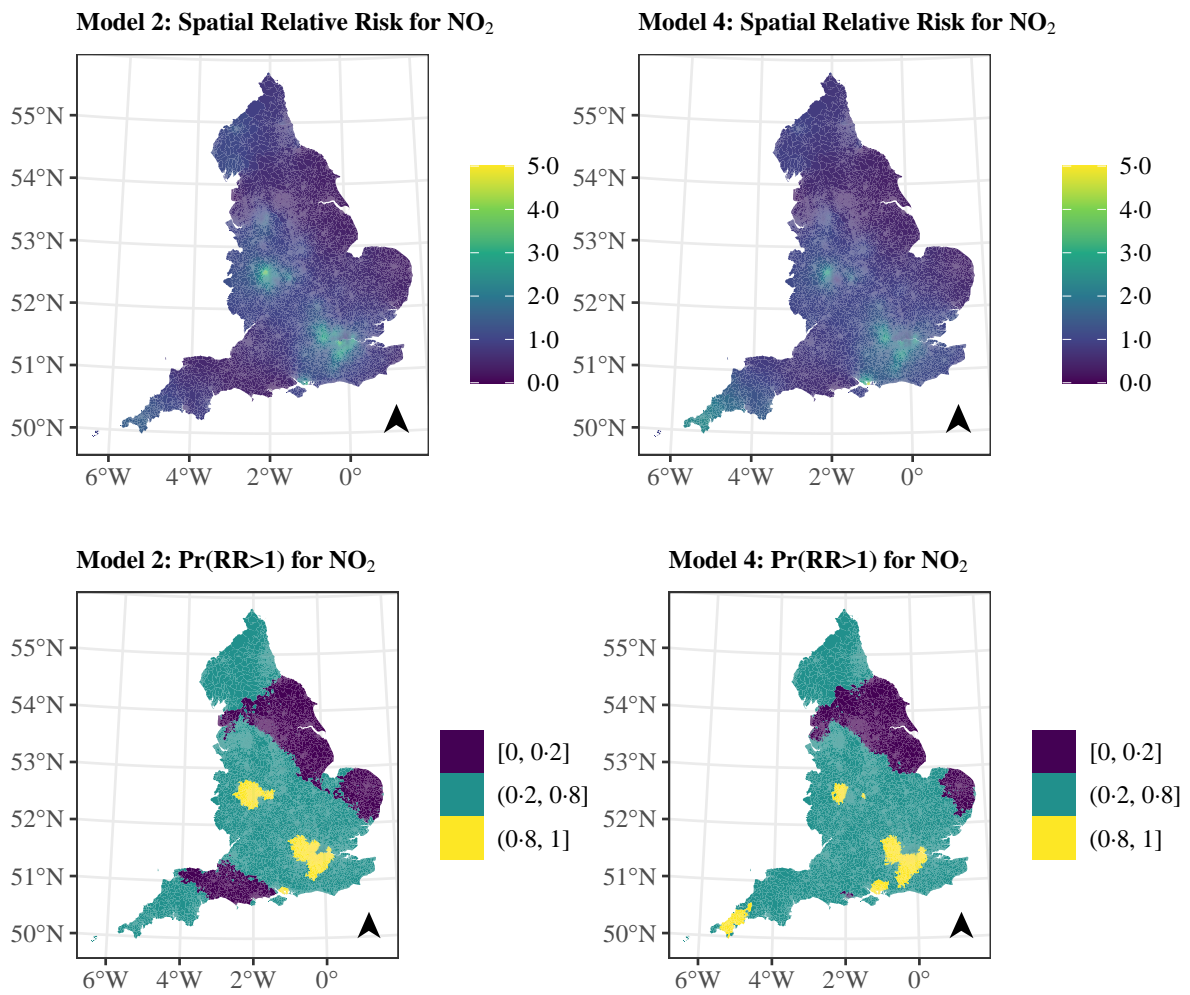 Model 2: Spatial Relative Risk for NO₂
Model 4: Spatial Relative Risk for NO₂
55°N
54°N
53°N
52°N
51°N
50°N
6°W 4°W 2°W 0°
5·0
4·0
3·0
2·0
1·0
0·0
55°N
54°N
53°N
52°N
51°N
50°N
6°W 4°W 2°W 0°
5·0
4·0
3·0
2·0
1·0
0·0
Model 2: Pr(RR>1) for NO₂
Model 4: Pr(RR>1) for NO₂
55°N
54°N
53°N
52°N
51°N
50°N
6°W 4°W 2°W 0°
[0, 0·2]
(0·2, 0·8]
(0·8, 1]
55°N
54°N
53°N
52°N
51°N
50°N
6°W 4°W 2°W 0°
[0, 0·2]
(0·2, 0·8]
(0·8, 1]